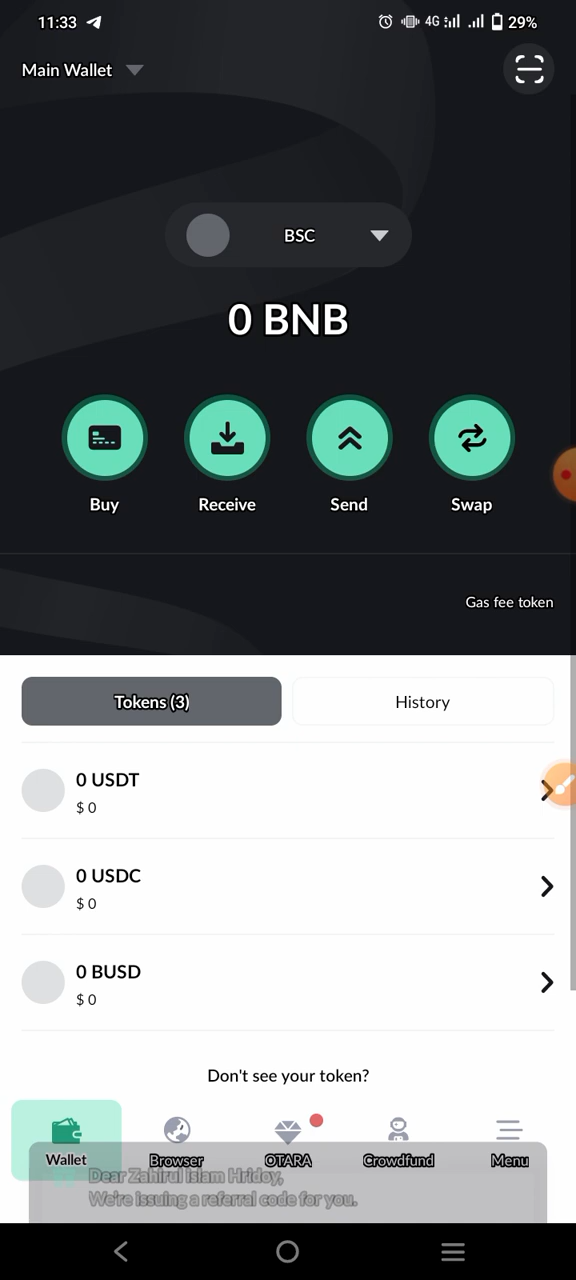 11:33
4G
29%
Main Wallet
BSC
0 BNB
Buy
Receive
Send
Swap
Gas fee token
Tokens (3)
History
0 USDT
$ 0
0 USDC
$ 0
0 BUSD
$ 0
Don't see your token?
Wallet
Browser
OTARA
Crowdfund
Menu
Dear Zahirul Islam Hridoy,
We're issuing a referral code for you.